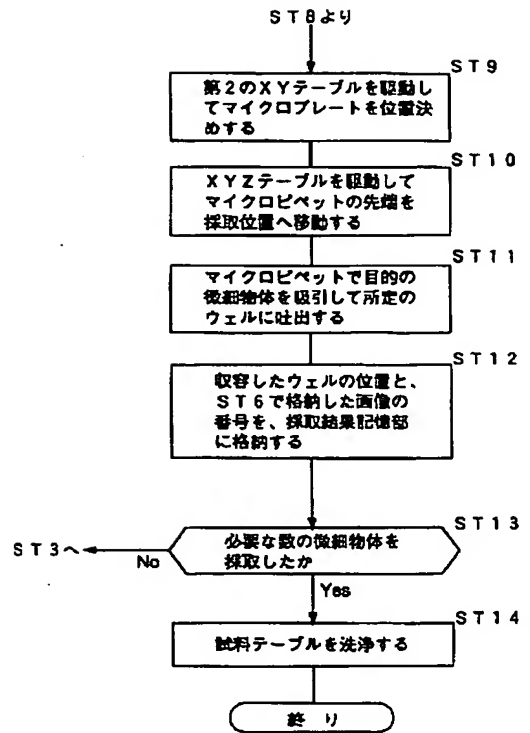 ST8より
ST9
第2のXYテーブルを駆動し
てマイクロプレートを位置決
めする
ST10
XYZテーブルを駆動して
マイクロピペットの先端を
採取位置へ移動する
ST11
マイクロピペットで目的の
微細物体を吸引して所定の
ウェルに吐出する
ST12
収容したウェルの位置と、
ST6で格納した画像の
番号を、採取結果記憶部
に格納する
ST13
必要な数の微細物体を
採取したか
ST3へ
No
Yes
ST14
試料テーブルを洗浄する
終り